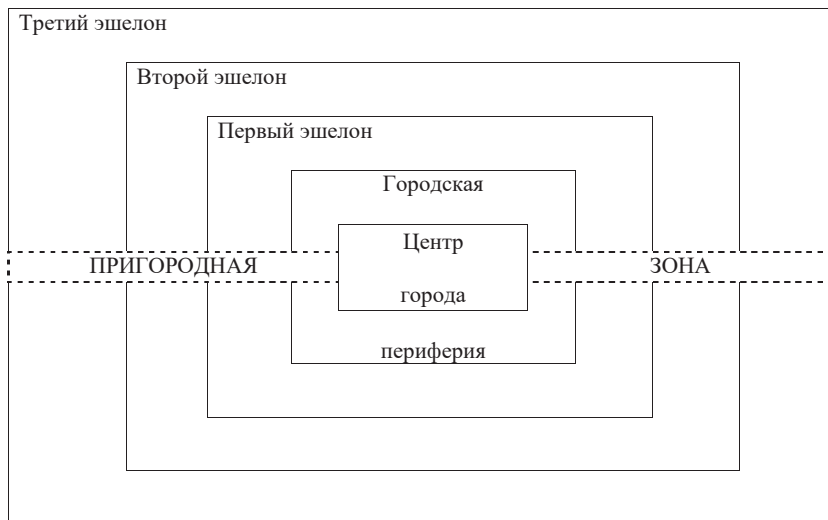 Третий эшелон
Второй эшелон
Первый эшелон
Городская
Центр
ПРИГОРОДНАЯ ЗОНА
города
периферия